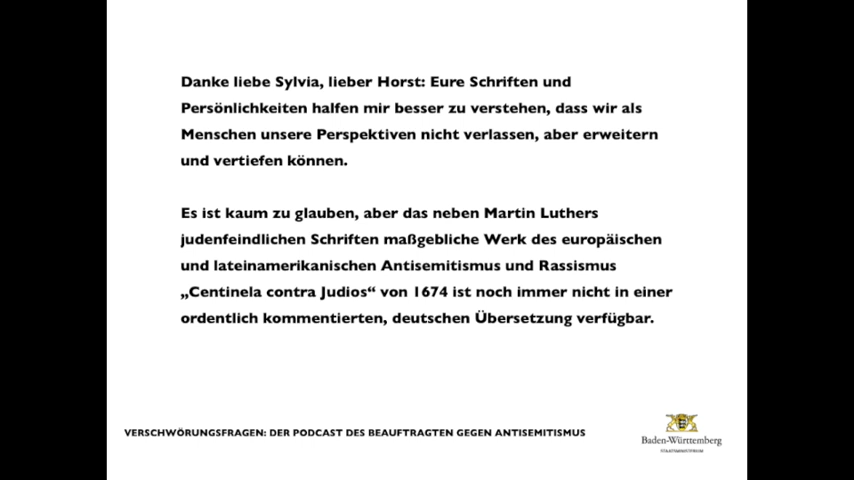 Danke liebe Sylvia, lieber Horst: Eure Schriften und
Persönlichkeiten halfen mir besser zu verstehen, dass wir als
Menschen unsere Perspektiven nicht verlassen, aber erweitern
und vertiefen können.
Es ist kaum zu glauben, aber das neben Martin Luthers
judenfeindlichen Schriften maßgebliche Werk des europäischen
und lateinamerikanischen Antisemitismus und Rassismus
„Centinela contra Judios“ von 1674 ist noch immer nicht in einer
ordentlich kommentierten, deutschen Übersetzung verfügbar.
VERSCHWÖRUNGSFRAGEN: DER PODCAST DES BEAUFTRAGTEN GEGEN ANTISEMITISMUS
Baden-Württemberg
STAATSMINISTERIUM